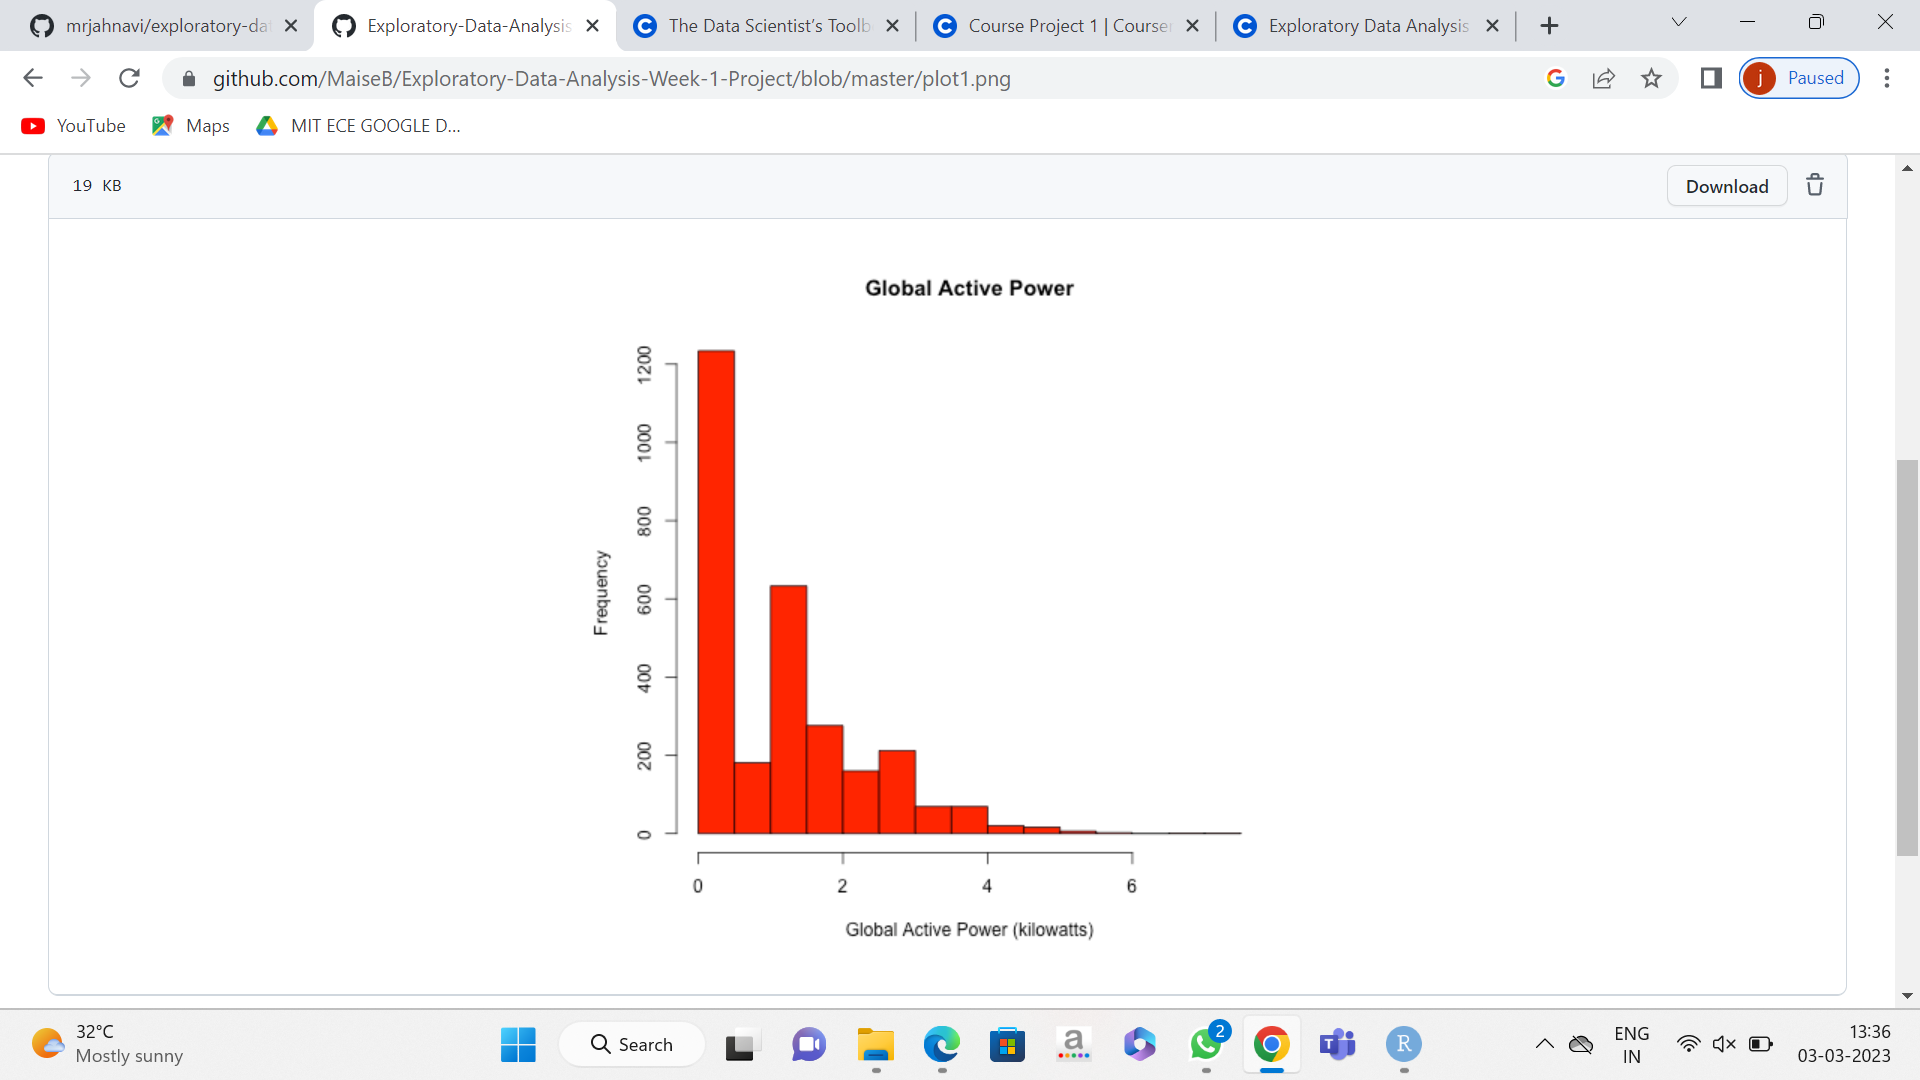 mrjahnavi/exploratory-da
Exploratory-Data-Analysis
The Data Scientist's Toolb
Course Project 1 | Courser
Exploratory Data Analysis
github.com/MaiseB/Exploratory-Data-Analysis-Week-1-Project/blob/master/plot1.png
j
Paused
YouTube
Maps
MIT ECE GOOGLE D...
19 KB
Download
Global Active Power
1200
1000
800
600
400
200
0
Frequency
0 2 4 6
Global Active Power (kilowatts)
32°C
Mostly sunny
Search
a
2
T
R
ENG
IN
13:36
03-03-2023